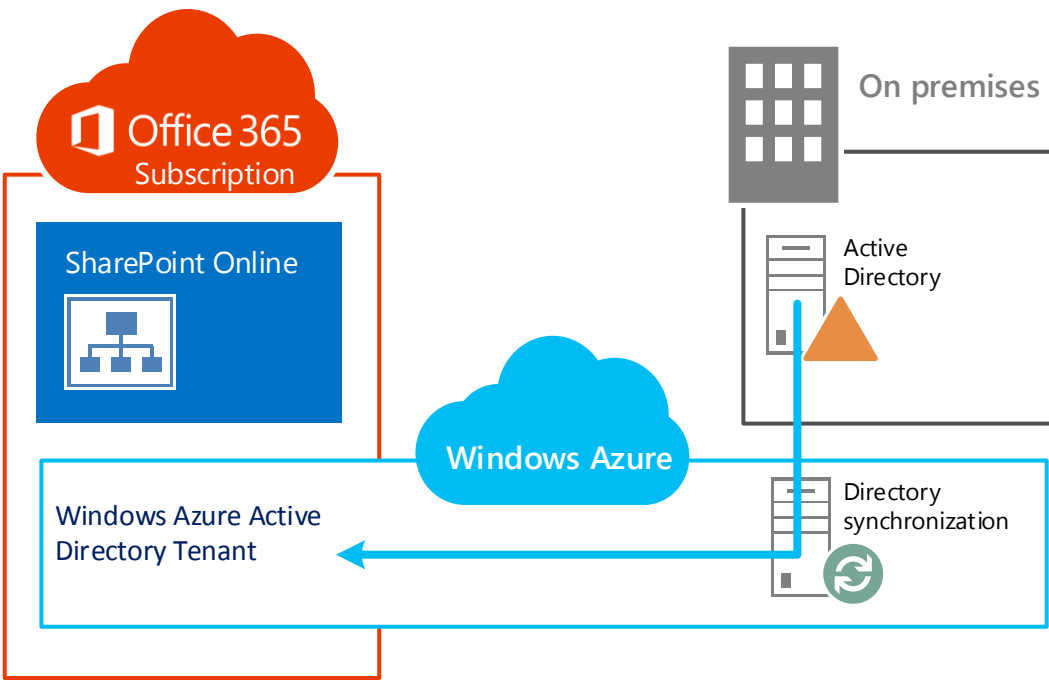 Office 365
Subscription
On premises
SharePoint Online
Active
Directory
Windows Azure
Windows Azure Active
Directory Tenant
Directory
synchronization